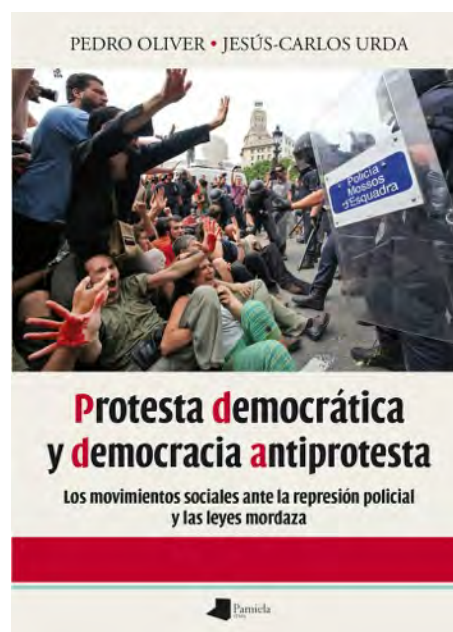 PEDRO OLIVER • JESÚS-CARLOS URDA
Policía
Mossos
d'Esquadra
Protesta democrática
y democracia antiprotesta
Los movimientos sociales ante la represión policial
y las leyes mordaza
Pamiela